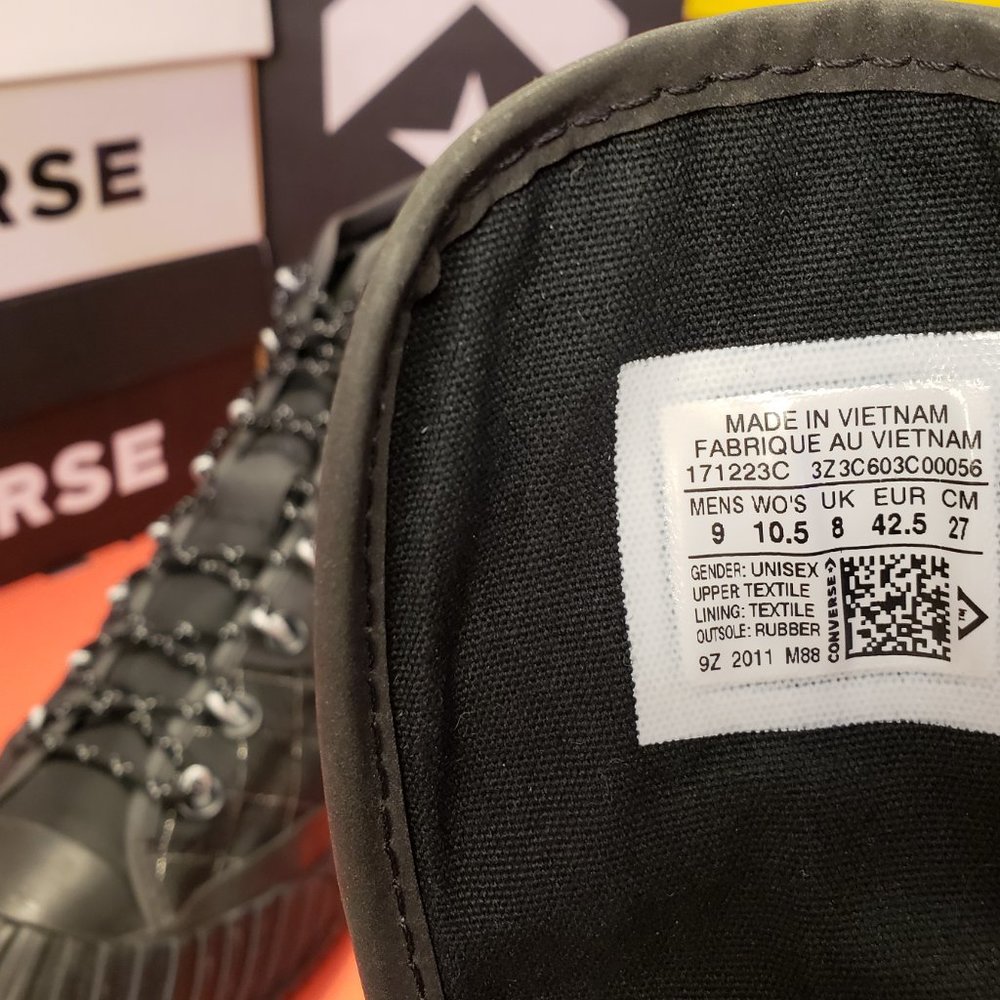 RSE
RSE
MADE IN VIETNAM
FABRIQUE AU VIETNAM
171223C 3Z3C603C00056
MENS WO'S UK EUR CM
9 10.5 8 42.5 27
GENDER: UNISEX
UPPER TEXTILE
LINING: TEXTILE
OUTSOLE: RUBBER
9Z 2011 M88
CONVERSE
TM